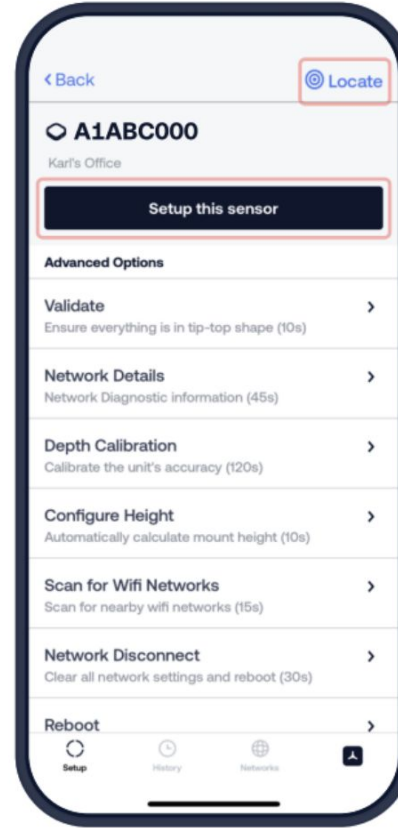 Back
Locate
A1ABC000
Karl's Office
Setup this sensor
Advanced Options
Validate
Ensure everything is in tip-top shape (10s)
Network Details
Network Diagnostic information (45s)
Depth Calibration
Calibrate the unit's accuracy (120s)
Configure Height
Automatically calculate mount height (10s)
Scan for Wifi Networks
Scan for nearby wifi networks (15s)
Network Disconnect
Clear all network settings and reboot (30s)
Reboot
Setup
History
Networks